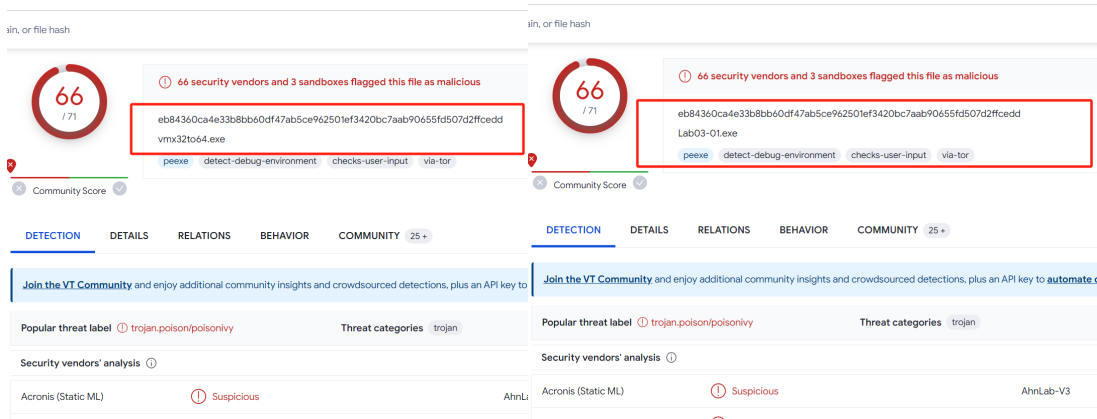 ain, or file hash
66
/ 71
66 security vendors and 3 sandboxes flagged this file as malicious
eb84360ca4e33b8bb60df47ab5ce962501ef3420bc7aab90655fd507d2ffcedd
vmx32to64.exe
peexe detect-debug-environment checks-user-input via-tor
Community Score
DETECTION DETAILS RELATIONS BEHAVIOR COMMUNITY 25 +
Join the VT Community and enjoy additional community insights and crowdsourced detections, plus an API key to
Popular threat label trojan.poison/poisonivy Threat categories trojan
Security vendors' analysis
Acronis (Static ML) Suspicious AhnLa
ain, or file hash
66
/ 71
66 security vendors and 3 sandboxes flagged this file as malicious
eb84360ca4e33b8bb60df47ab5ce962501ef3420bc7aab90655fd507d2ffcedd
Lab03-01.exe
peexe detect-debug-environment checks-user-input via-tor
Community Score
DETECTION DETAILS RELATIONS BEHAVIOR COMMUNITY 25 +
Join the VT Community and enjoy additional community insights and crowdsourced detections, plus an API key to automate c
Popular threat label trojan.poison/poisonivy Threat categories trojan
Security vendors' analysis
Acronis (Static ML) Suspicious AhnLab-V3